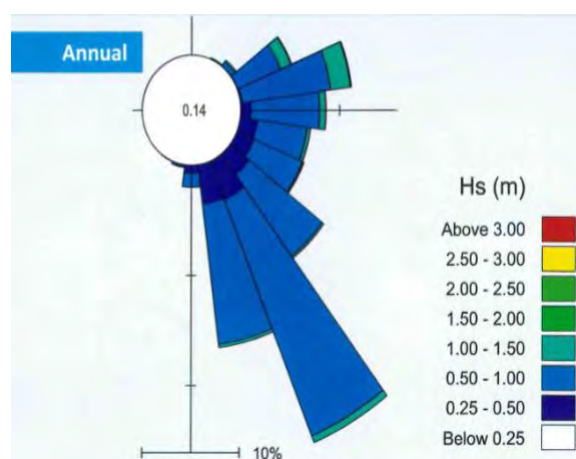 Annual
0.14
Hs (m)
Above 3.00
2.50 - 3.00
2.00 - 2.50
1.50 - 2.00
1.00 - 1.50
0.50 - 1.00
0.25 - 0.50
Below 0.25
10%